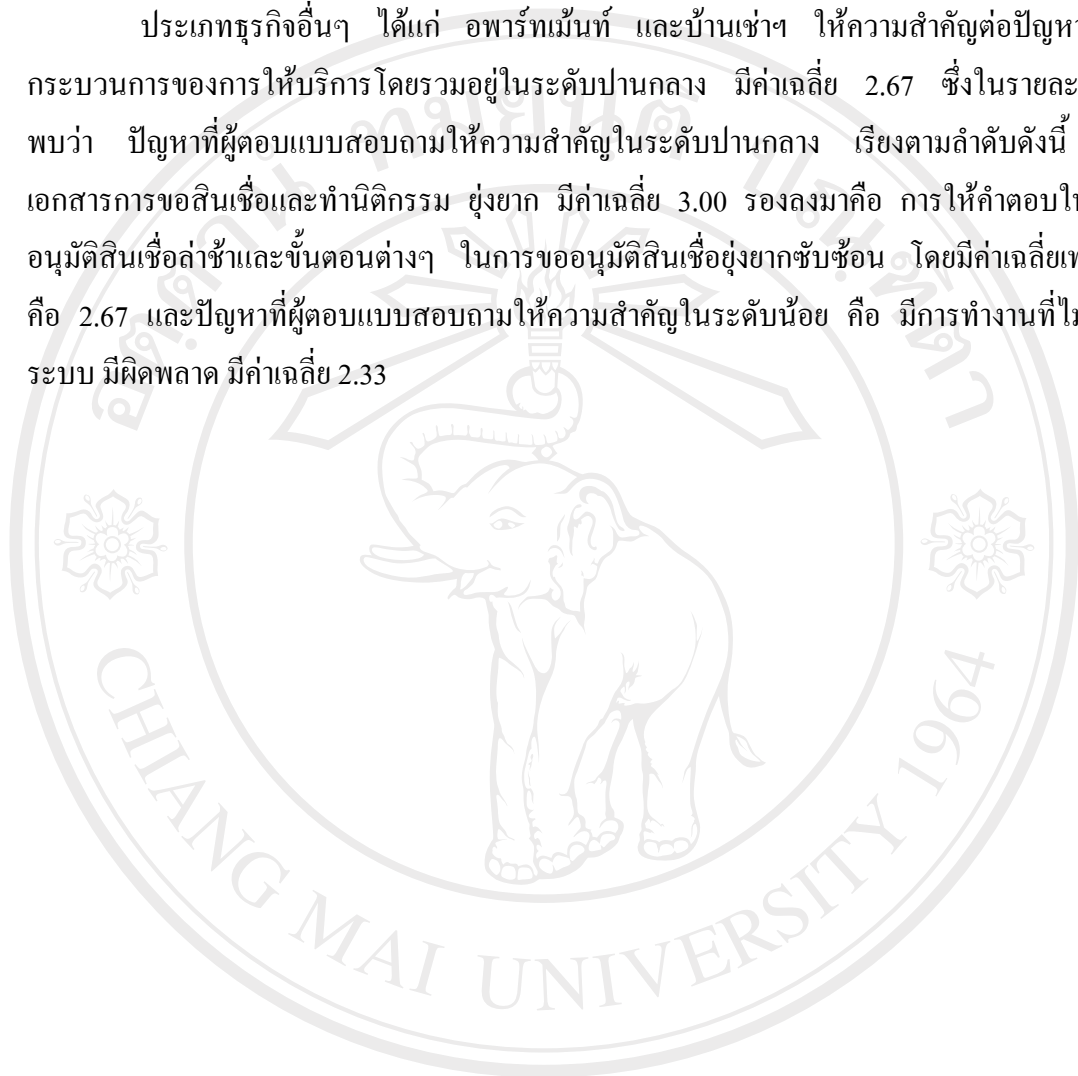 ประเภทธุรกิจอื่นๆ ได้แก่ อพาร์ทเม้นท์ และบ้านเช่าฯ ให้ความสำคัญต่อปัญหา
กระบวนการของการให้บริการโดยรวมอยู่ในระดับปานกลาง มีค่าเฉลี่ย 2.67 ซึ่งในรายละ
พบว่า ปัญหาที่ผู้ตอบแบบสอบถามให้ความสำคัญในระดับปานกลาง เรียงตามลำดับดังนี้
เอกสารการขอสินเชื่อและทำนิติกรรม ยุ่งยาก มีค่าเฉลี่ย 3.00 รองลงมาคือ การให้คำตอบใ
อนุมัติสินเชื่อล่าช้าและขั้นตอนต่างๆ ในการขออนุมัติสินเชื่อยุ่งยากซับซ้อน โดยมีค่าเฉลี่ยเ
คือ 2.67 และปัญหาที่ผู้ตอบแบบสอบถามให้ความสำคัญในระดับน้อย คือ มีการทำงานที่ไ
ระบบ มีผิดพลาด มีค่าเฉลี่ย 2.33
อตฺตานํ ทมยนฺติ ปณฺฑิตา
CHIANG MAI UNIVERSITY 1964